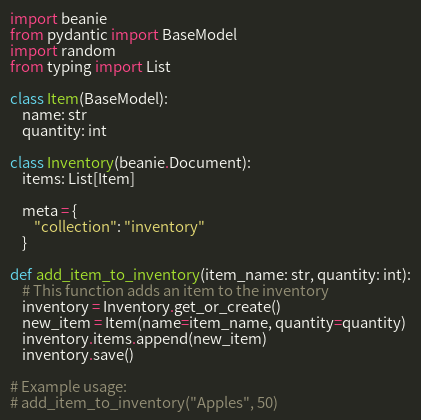 import beanie
from pydantic import BaseModel
import random
from typing import List

class Item(BaseModel):
    name: str
    quantity: int

class Inventory(beanie.Document):
    items: List[Item]

    meta = {
        "collection": "inventory"
    }

def add_item_to_inventory(item_name: str, quantity: int):
    # This function adds an item to the inventory
    inventory = Inventory.get_or_create()
    new_item = Item(name=item_name, quantity=quantity)
    inventory.items.append(new_item)
    inventory.save()

# Example usage:
# add_item_to_inventory("Apples", 50)